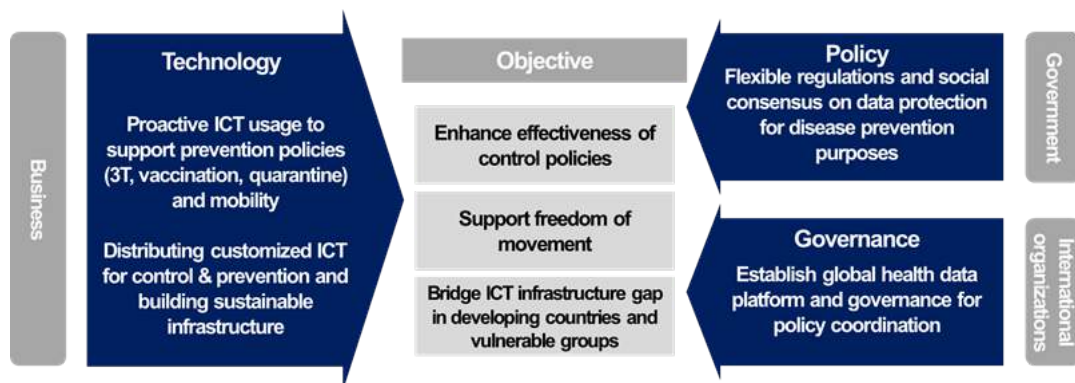 Business
Technology
Proactive ICT usage to
support prevention policies
(3T, vaccination, quarantine)
and mobility
Distributing customized ICT
for control & prevention and
building sustainable
infrastructure
Objective
Enhance effectiveness of
control policies
Support freedom of
movement
Bridge ICT infrastructure gap
in developing countries and
vulnerable groups
Policy
Flexible regulations and social
consensus on data protection
for disease prevention
purposes
Government
Governance
Establish global health data
platform and governance for
policy coordination
International
organizations